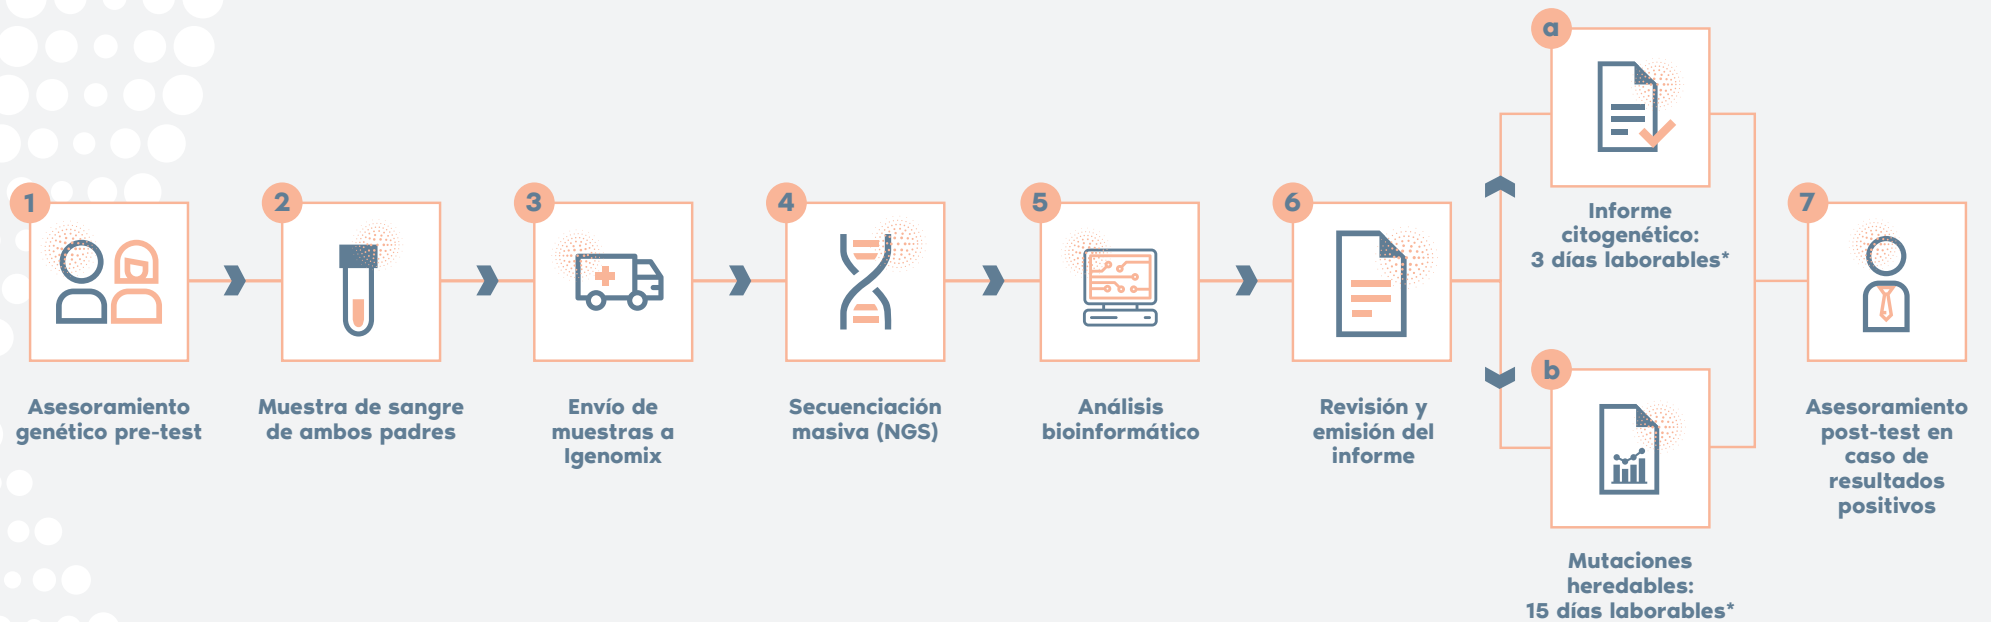 1
Asesoramiento
genético pre-test
2
Muestra de sangre
de ambos padres
3
Envío de
muestras a
Igenomix
4
Secuenciación
masiva (NGS)
5
Análisis
bioinformático
6
Revisión y
emisión del
informe
a
Informe
citogenético:
3 días laborables*
b
Mutaciones
heredables:
15 días laborables*
7
Asesoramiento
post-test en
caso de
resultados
positivos